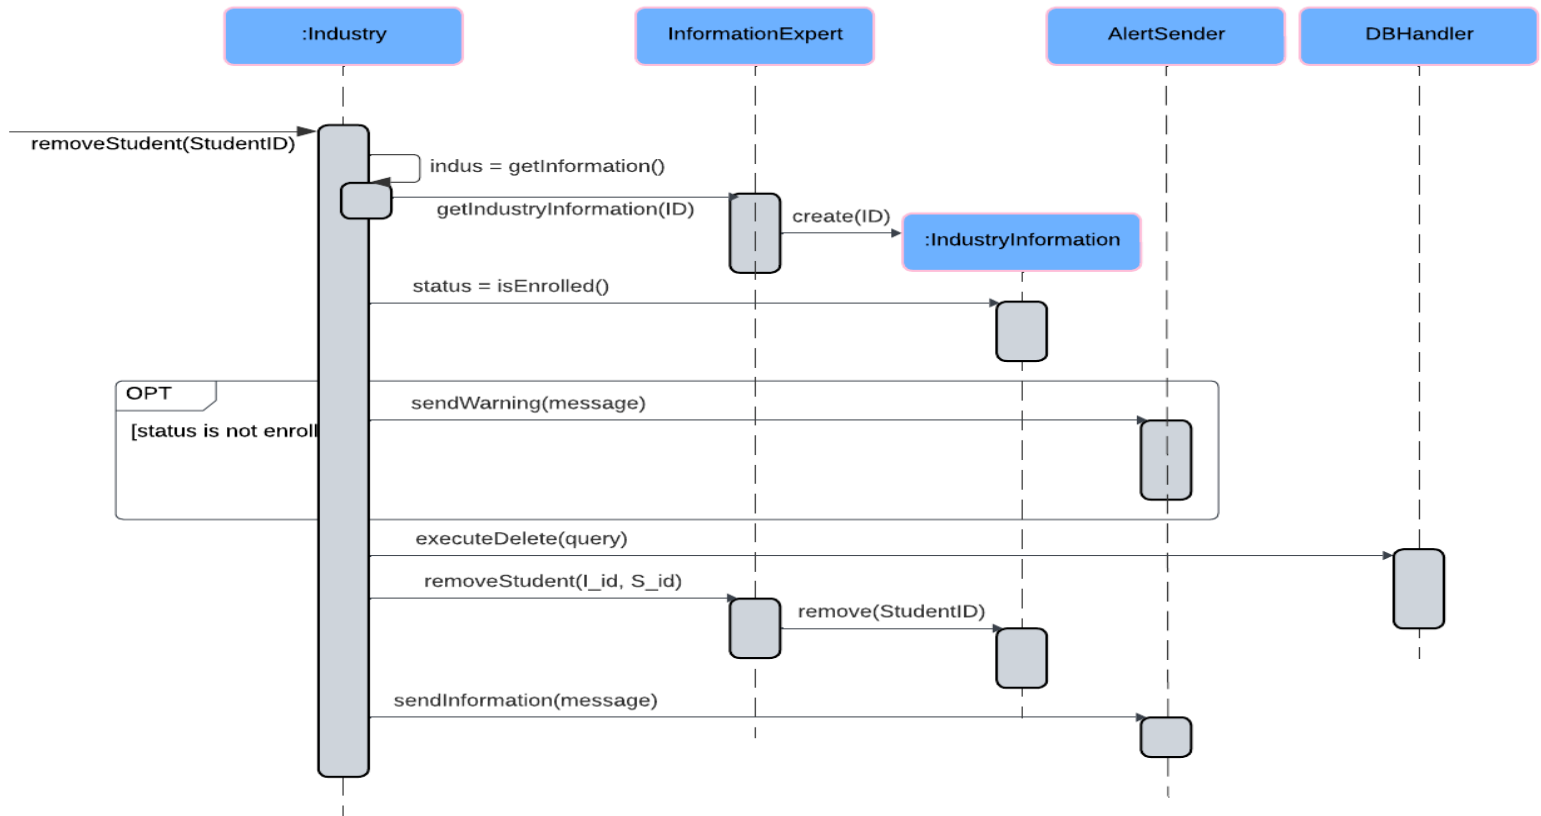 :Industry
InformationExpert
AlertSender
DBHandler
removeStudent(StudentID)
indus = getInformation()
getIndustryInformation(ID)
create(ID)
:IndustryInformation
status = isEnrolled()
OPT
sendWarning(message)
[status is not enroll
executeDelete(query)
removeStudent(I_id, S_id)
remove(StudentID)
sendInformation(message)